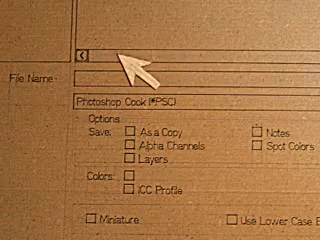 File Name:
Photoshop Cook (*.PSC)
Options
Save:
As a Copy
Notes
Alpha Channels
Spot Colors
Layers
Colors:
ICC Profile
Miniature
Use Lower Case E